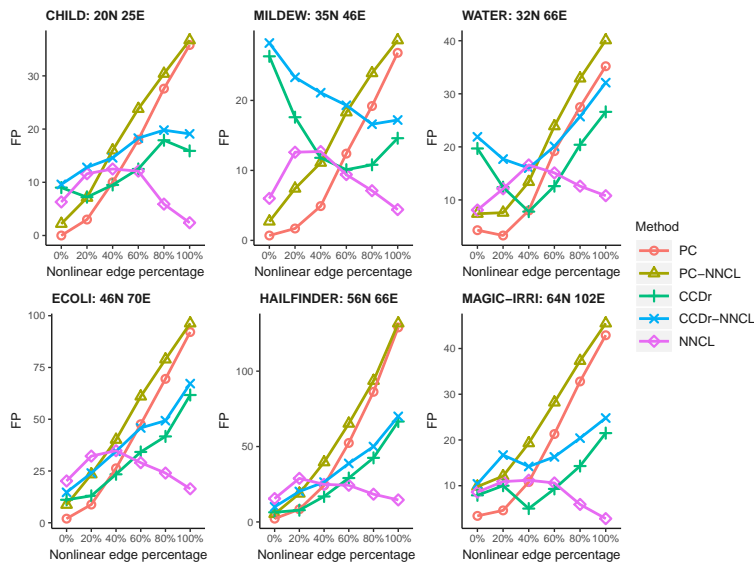 CHILD: 20N 25E
MILDEW: 35N 46E
WATER: 32N 66E
FP
30
20
10
0
0% 20% 40% 60% 80% 100%
Nonlinear edge percentage
FP
20
10
0
0% 20% 40% 60% 80% 100%
Nonlinear edge percentage
FP
40
30
20
10
0% 20% 40% 60% 80% 100%
Nonlinear edge percentage
ECOLI: 46N 70E
HAILFINDER: 56N 66E
MAGIC−IRRI: 64N 102E
FP
100
75
50
25
0
0% 20% 40% 60% 80% 100%
Nonlinear edge percentage
FP
100
50
0
0% 20% 40% 60% 80% 100%
Nonlinear edge percentage
FP
40
30
20
10
0% 20% 40% 60% 80% 100%
Nonlinear edge percentage
Method
PC
PC−NNCL
CCDr
CCDr−NNCL
NNCL